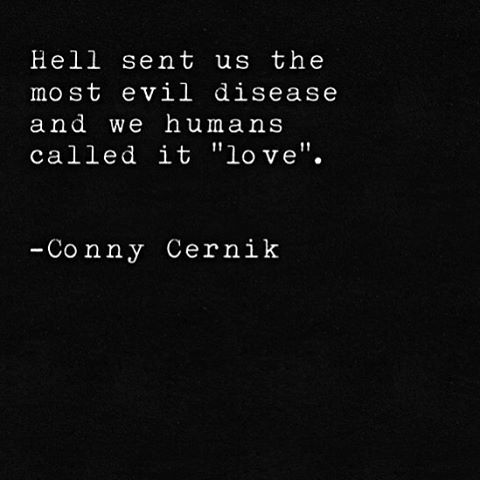 Hell sent us the
most evil disease
and we humans
called it "love".
-Conny Cernik